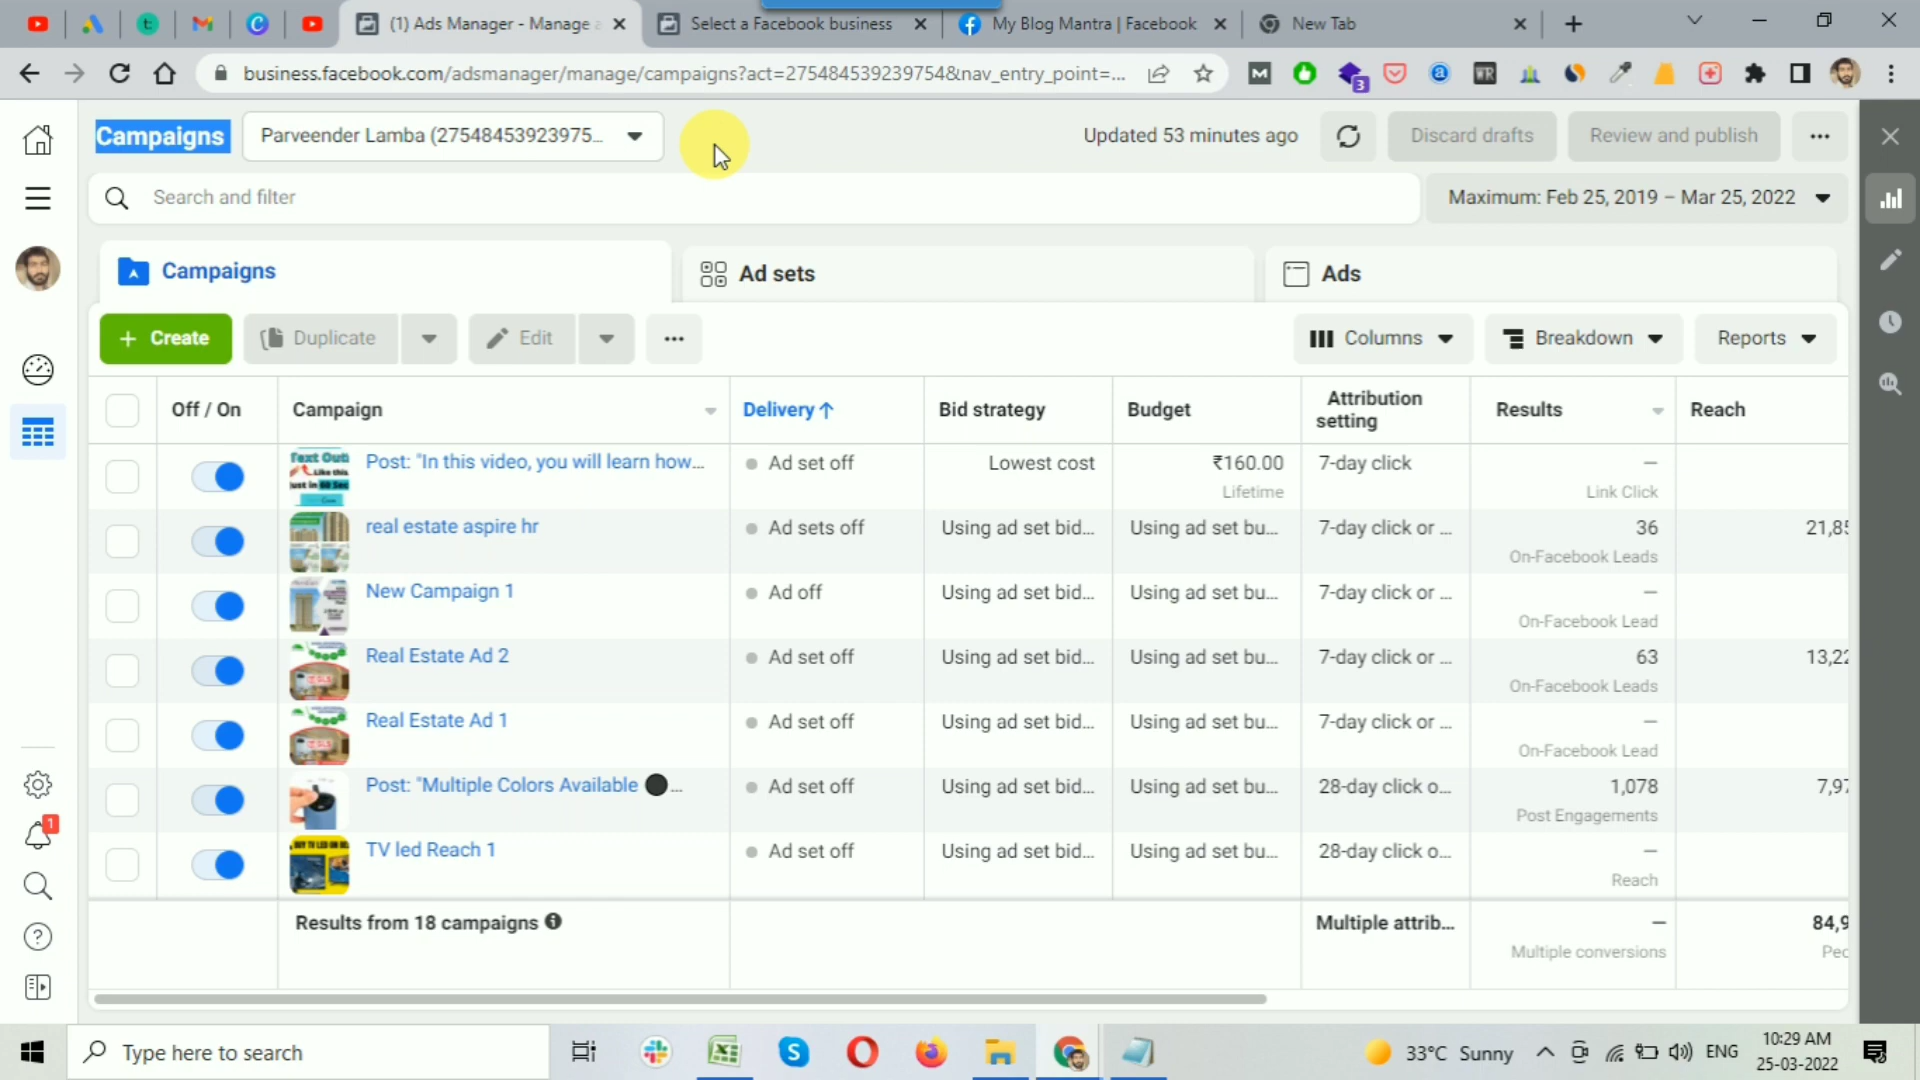 (1) Ads Manager - Manage a
Select a Facebook business
My Blog Mantra | Facebook
New Tab
business.facebook.com/adsmanager/manage/campaigns?act=275484539239754&nav_entry_point=...
3
Campaigns
Parveender Lamba (27548453923975...
Updated 53 minutes ago
Discard drafts
Review and publish
Search and filter
Maximum: Feb 25, 2019 – Mar 25, 2022
Campaigns
Ad sets
Ads
+ Create
Duplicate
Edit
Columns
Breakdown
Reports
Off / On
Campaign
Delivery ↑
Bid strategy
Budget
Attribution setting
Results
Reach
Post: "In this video, you will learn how...
Ad set off
Lowest cost
₹160.00
Lifetime
7-day click
—
Link Click
real estate aspire hr
Ad sets off
Using ad set bid...
Using ad set bu...
7-day click or ...
36
On-Facebook Leads
21,85
New Campaign 1
Ad off
Using ad set bid...
Using ad set bu...
7-day click or ...
—
On-Facebook Lead
Real Estate Ad 2
Ad set off
Using ad set bid...
Using ad set bu...
7-day click or ...
63
On-Facebook Leads
13,22
Real Estate Ad 1
Ad set off
Using ad set bid...
Using ad set bu...
7-day click or ...
—
On-Facebook Lead
Post: "Multiple Colors Available ⚫...
Ad set off
Using ad set bid...
Using ad set bu...
28-day click o...
1,078
Post Engagements
7,97
TV led Reach 1
Ad set off
Using ad set bid...
Using ad set bu...
28-day click o...
—
Reach
Results from 18 campaigns
Multiple attrib...
—
Multiple conversions
84,9
Peo
1
Type here to search
33°C Sunny
ENG
10:29 AM
25-03-2022